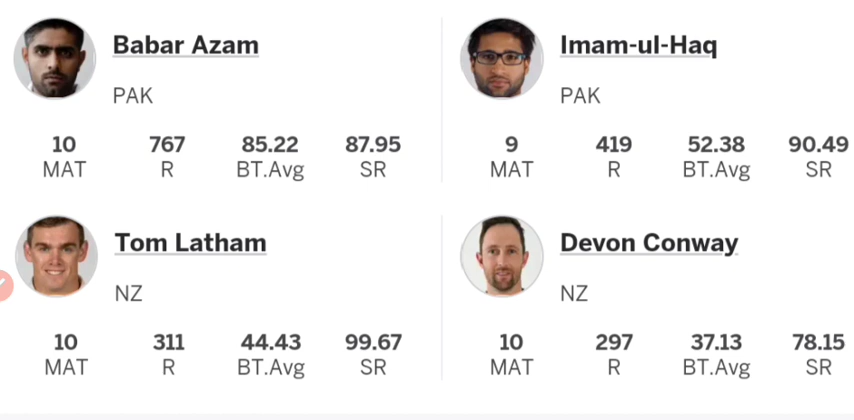 Babar Azam
PAK
10 767 85.22 87.95
MAT R BT.Avg SR
Imam-ul-Haq
PAK
9 419 52.38 90.49
MAT R BT.Avg SR
Tom Latham
NZ
10 311 44.43 99.67
MAT R BT.Avg SR
Devon Conway
NZ
10 297 37.13 78.15
MAT R BT.Avg SR